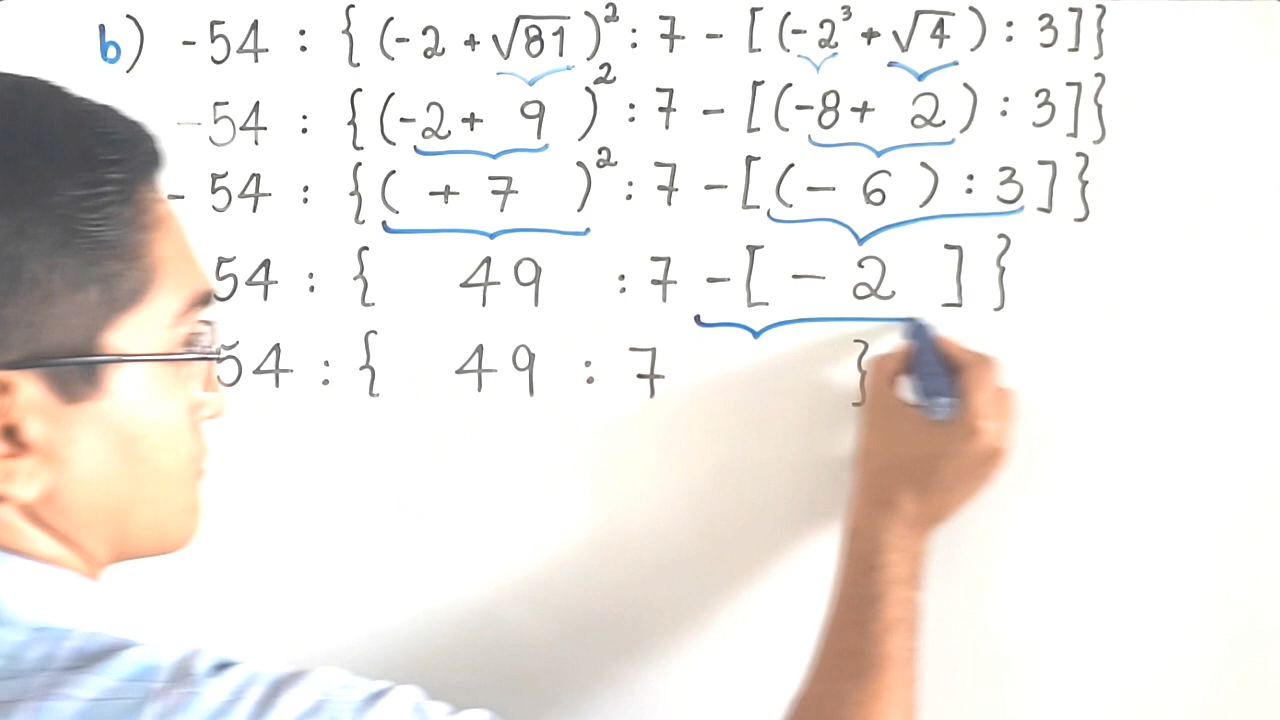 b) -54 : {(-2 + √81)² : 7 - [(-2³ + √4) : 3]}
-54 : {(-2 + 9)² : 7 - [(-8 + 2) : 3]}
-54 : {( + 7 )² : 7 - [( - 6 ) : 3]}
54 : { 49 : 7 - [ - 2 ]}
54 : { 49 : 7 }